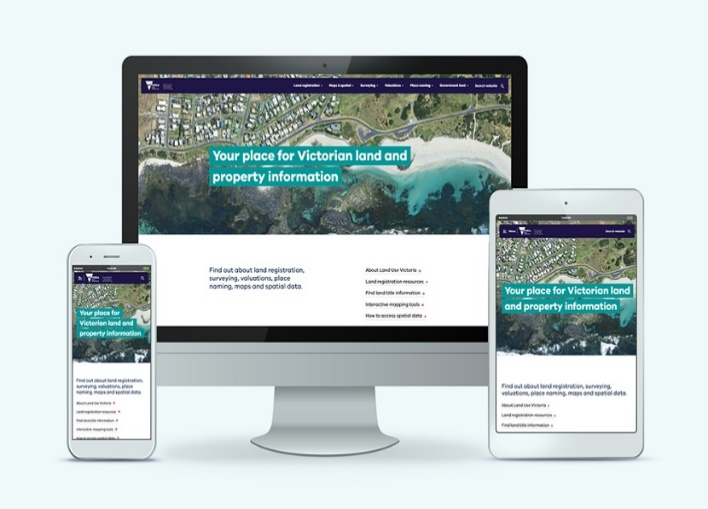 Land registration
Maps & spatial
Surveying
Valuations
Place naming
Government land
Search website
Your place for Victorian land and
property information
Find out about land registration,
surveying, valuations, place
naming, maps and spatial data.
About Land Use Victoria
Land registration resources
Find land title information
Interactive mapping tools
How to access spatial data
Your place for
Victorian land and
property information
Find out about land registration,
surveying, valuations, place
naming, maps and spatial data.
About Land Use Victoria
Land registration resources
Find land title information
Interactive mapping tools
How to access spatial data
Menu
Search website
Your place for Victorian land
and property information
Find out about land registration, surveying,
valuations, place naming, maps and spatial data.
About Land Use Victoria
Land registration resources
Find land title information